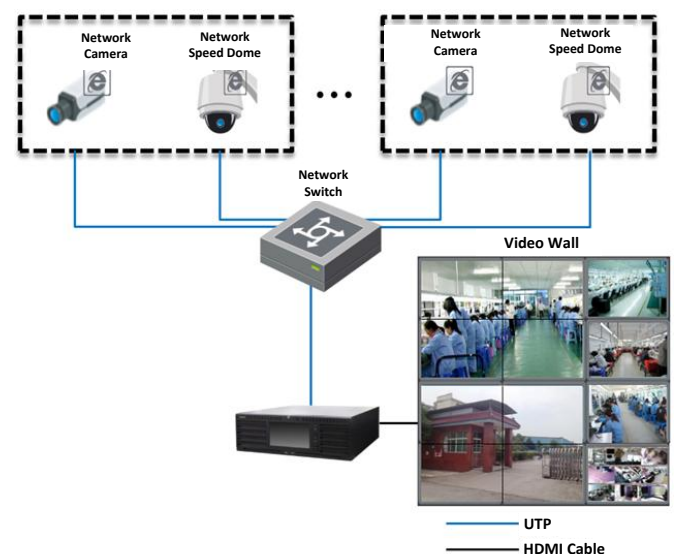 Network
Camera
Network
Speed Dome
Network
Camera
Network
Speed Dome
Network
Switch
Video Wall
UTP
HDMI Cable